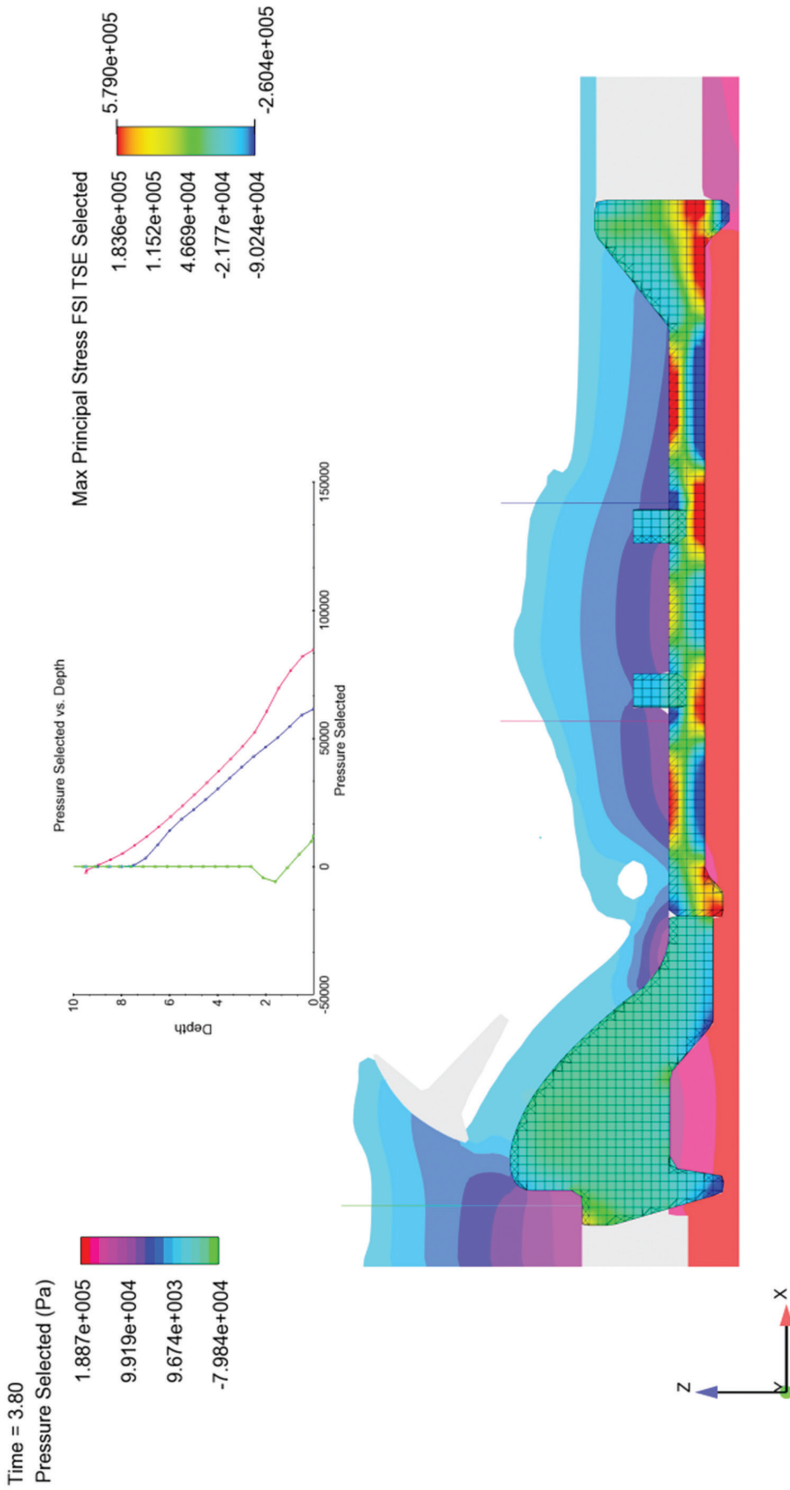 Time = 3.80
Pressure Selected (Pa)
1.887e+005
9.919e+004
9.674e+003
-7.984e+004
Pressure Selected vs. Depth
Depth
10
8
6
4
2
0
-50000
0
50000
100000
150000
Pressure Selected
Max Principal Stress FSI TSE Selected
1.836e+005
1.152e+005
4.669e+004
-2.177e+004
-9.024e+004
5.790e+005
-2.604e+005
Z
Y
X